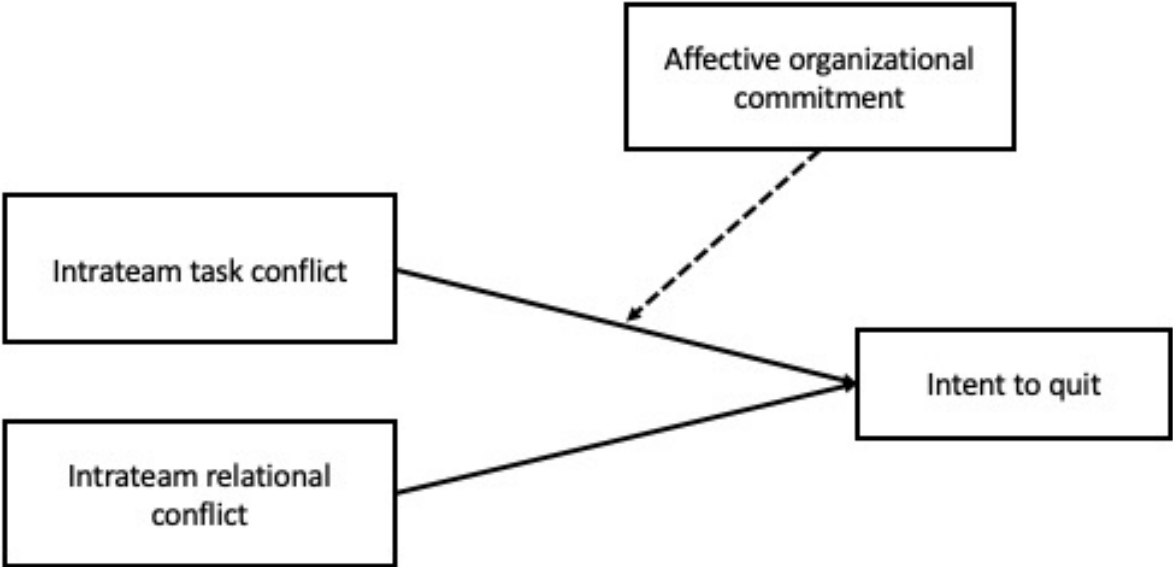 Affective organizational
commitment
Intrateam task conflict
Intent to quit
Intrateam relational
conflict